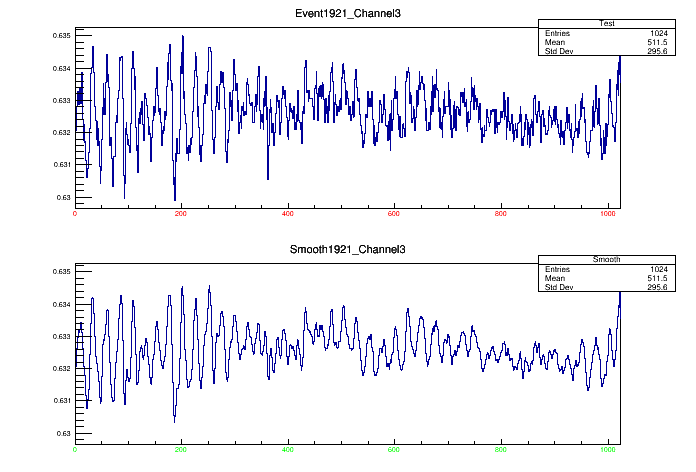 Event1921_Channel3
Test
Entries 1024
Mean 511.5
Std Dev 295.6
0.635
0.634
0.633
0.632
0.631
0.63
0 200 400 600 800 1000
Smooth1921_Channel3
Smooth
Entries 1024
Mean 511.5
Std Dev 295.6
0.635
0.634
0.633
0.632
0.631
0.63
0 200 400 600 800 1000